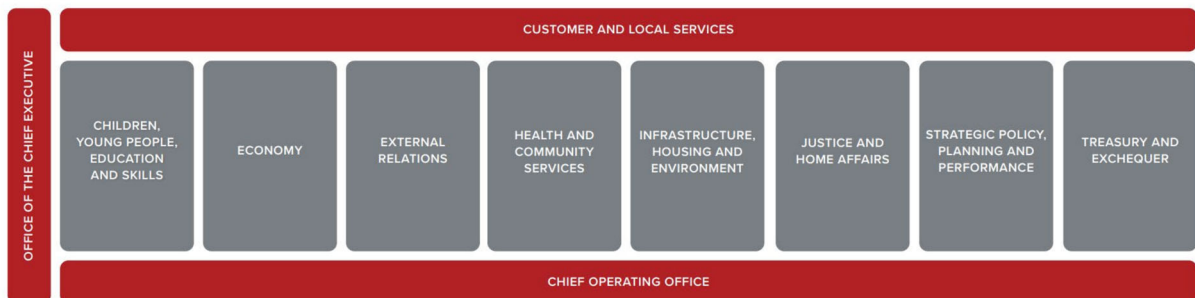 OFFICE OF THE CHIEF EXECUTIVE
CUSTOMER AND LOCAL SERVICES
CHILDREN,
YOUNG PEOPLE,
EDUCATION
AND SKILLS
ECONOMY
EXTERNAL
RELATIONS
HEALTH AND
COMMUNITY
SERVICES
INFRASTRUCTURE,
HOUSING AND
ENVIRONMENT
JUSTICE AND
HOME AFFAIRS
STRATEGIC POLICY,
PLANNING AND
PERFORMANCE
TREASURY AND
EXCHEQUER
CHIEF OPERATING OFFICE